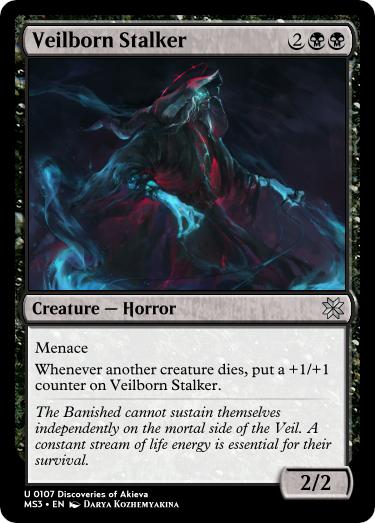 Veilborn Stalker 2
Creature — Horror
Menace
Whenever another creature dies, put a +1/+1
counter on Veilborn Stalker.
The Banished cannot sustain themselves
independently on the mortal side of the Veil. A
constant stream of life energy is essential for their
survival.
2/2
U 0107 Discoveries of Akieva
MS3 • EN Darya Kozhemyakina